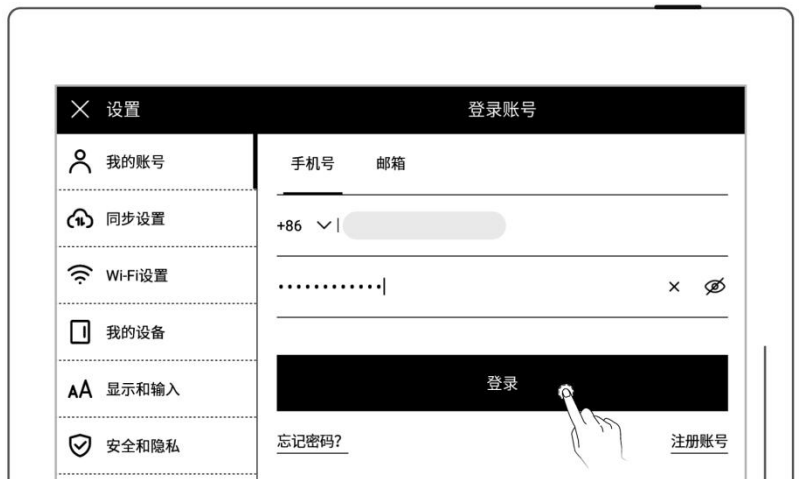 设置
登录账号
我的账号
同步设置
Wi-Fi设置
我的设备
AA 显示和输入
安全和隐私
手机号 邮箱
+86
............
登录
忘记密码? 注册账号